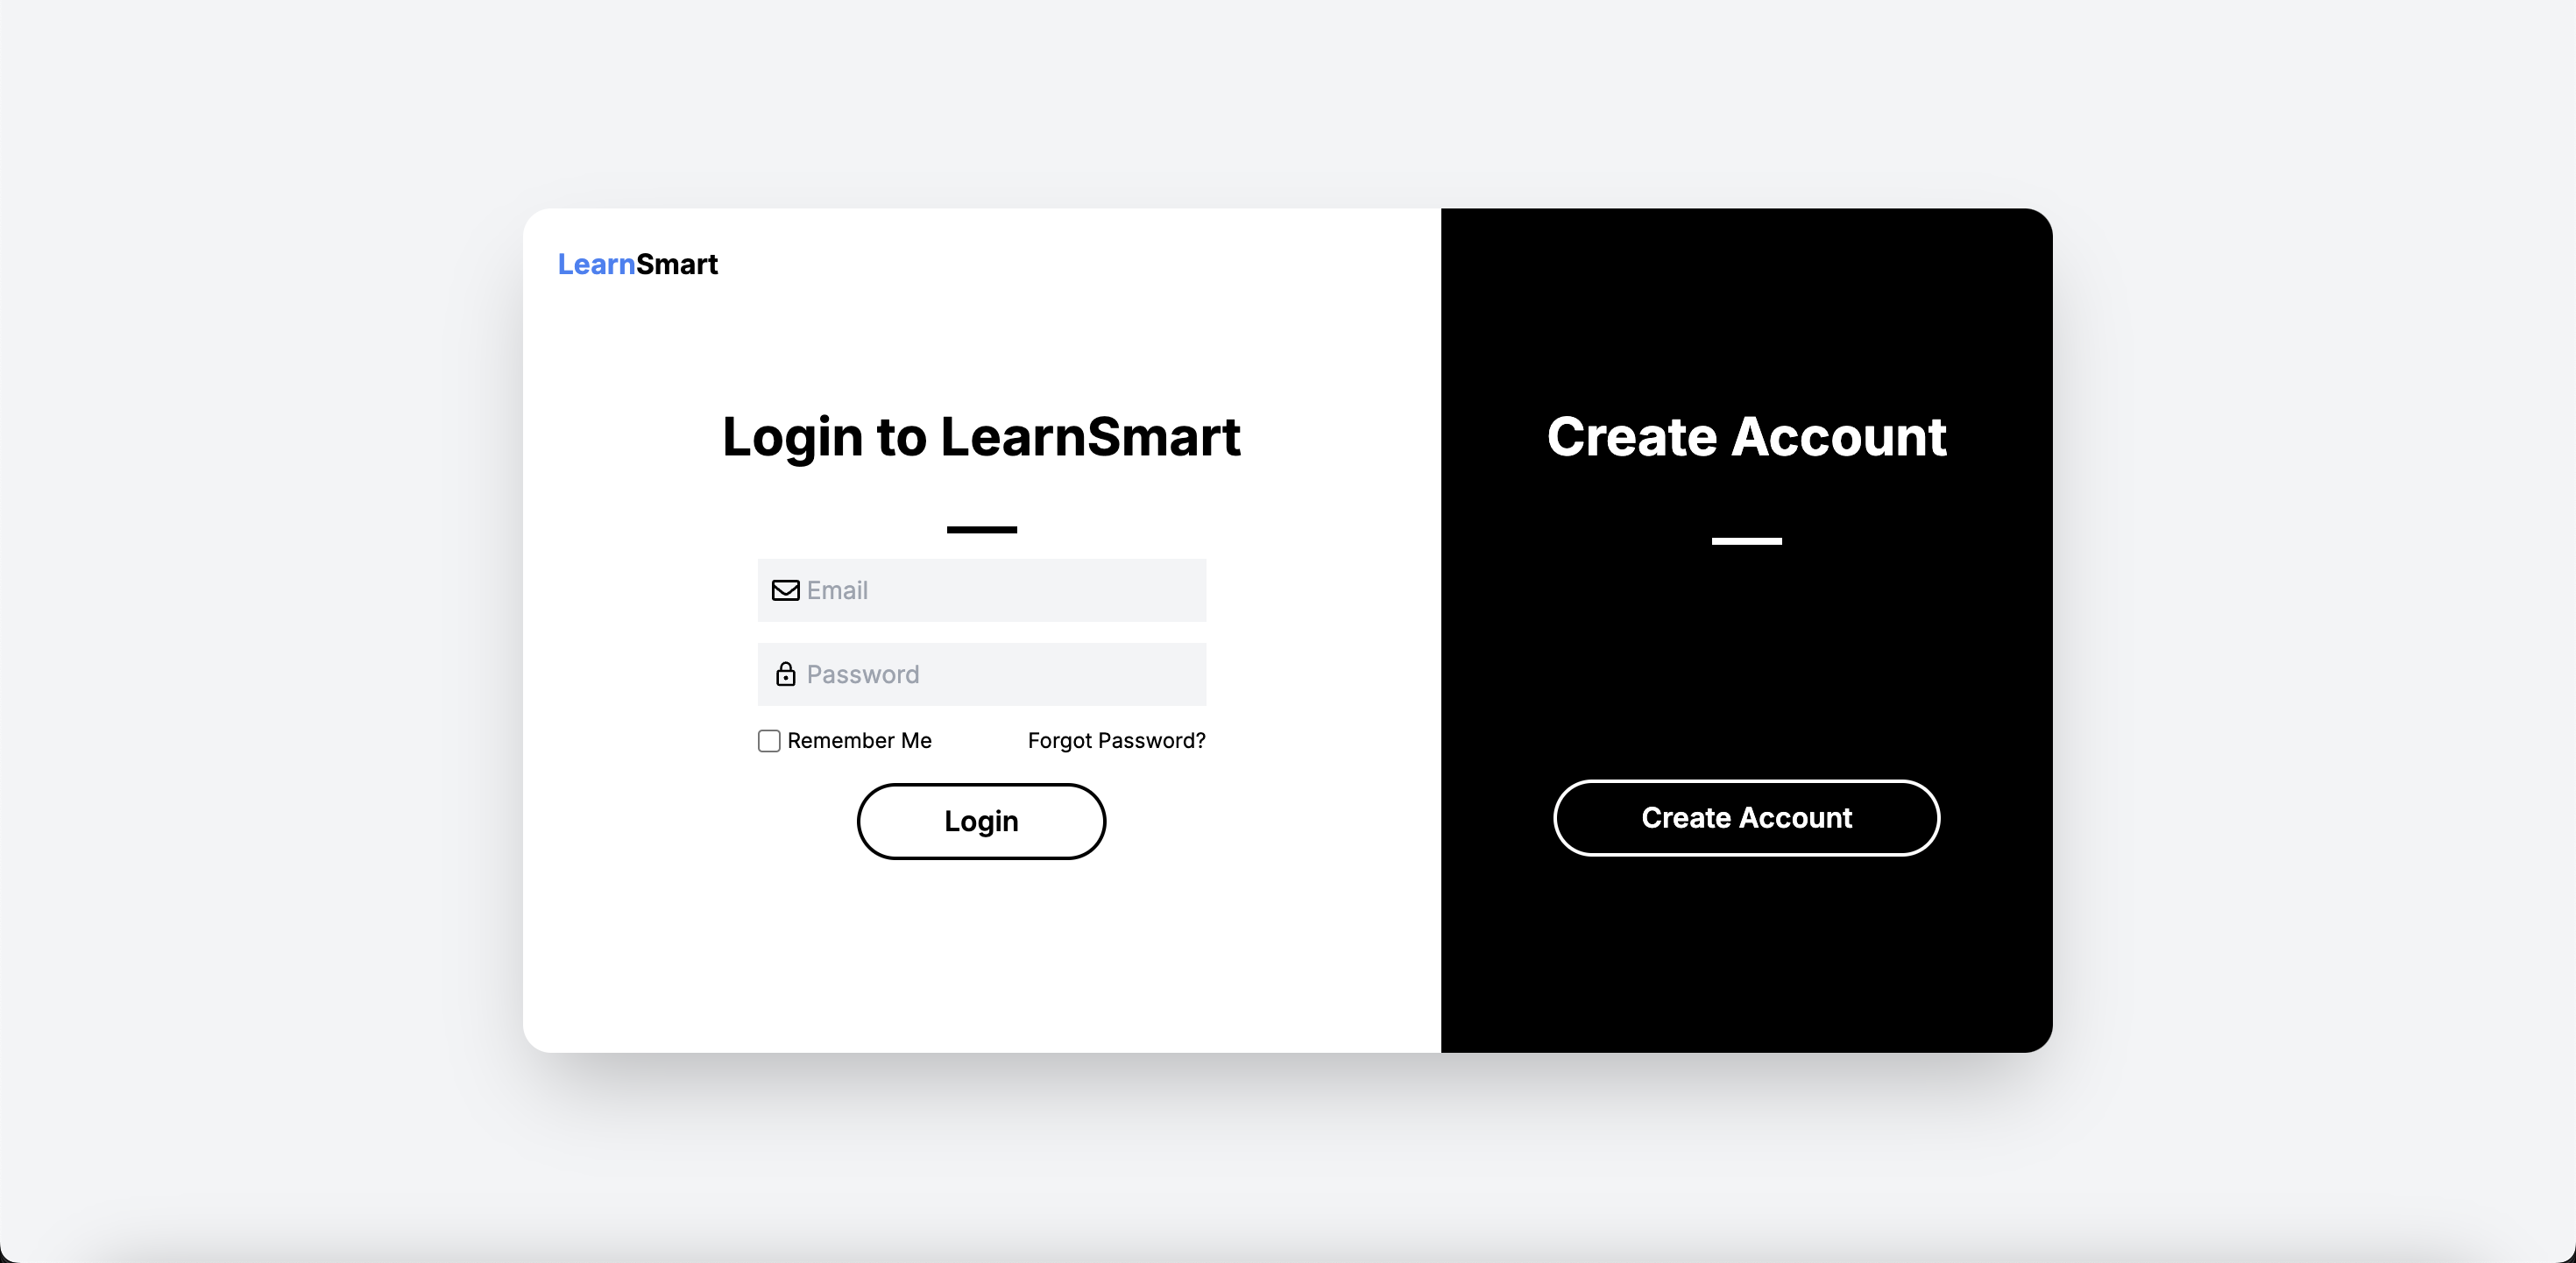 LearnSmart
Login to LearnSmart
Email
Password
Remember Me
Forgot Password?
Login
Create Account
Create Account